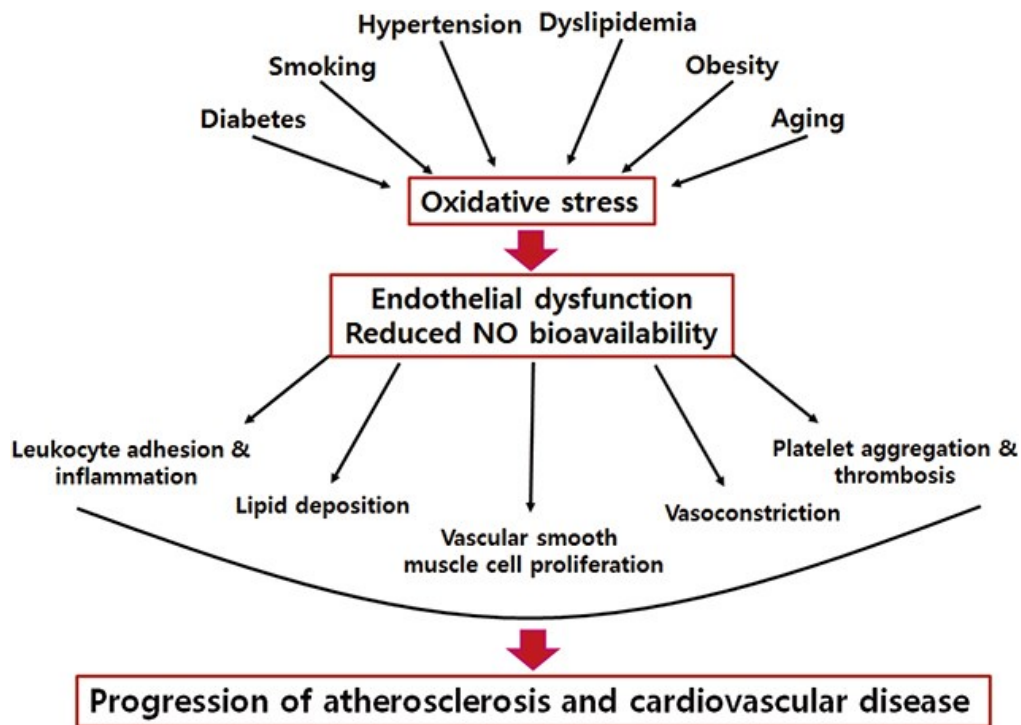 Hypertension
Dyslipidemia
Smoking
Obesity
Diabetes
Aging
Oxidative stress
Endothelial dysfunction
Reduced NO bioavailability
Leukocyte adhesion &
inflammation
Lipid deposition
Vascular smooth
muscle cell proliferation
Vasoconstriction
Platelet aggregation &
thrombosis
Progression of atherosclerosis and cardiovascular disease